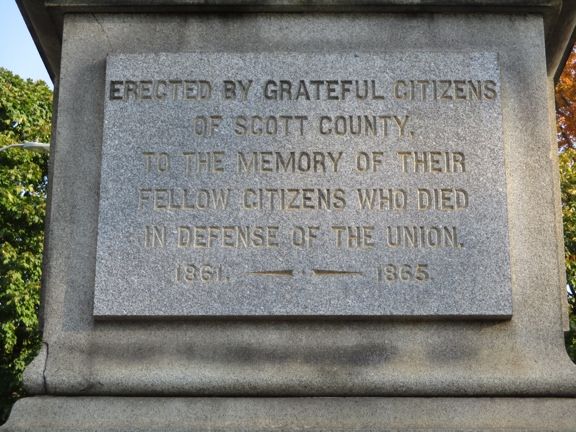 ERECTED BY GRATEFUL CITIZENS
OF SCOTT COUNTY.
TO THE MEMORY OF THEIR
FELLOW CITIZENS WHO DIED
IN DEFENSE OF THE UNION.
1861. — 1865.